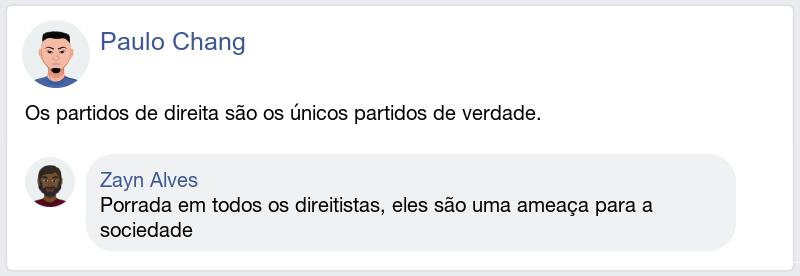 Paulo Chang
Os partidos de direita são os únicos partidos de verdade.
Zayn Alves
Porrada em todos os direitistas, eles são uma ameaça para a
sociedade